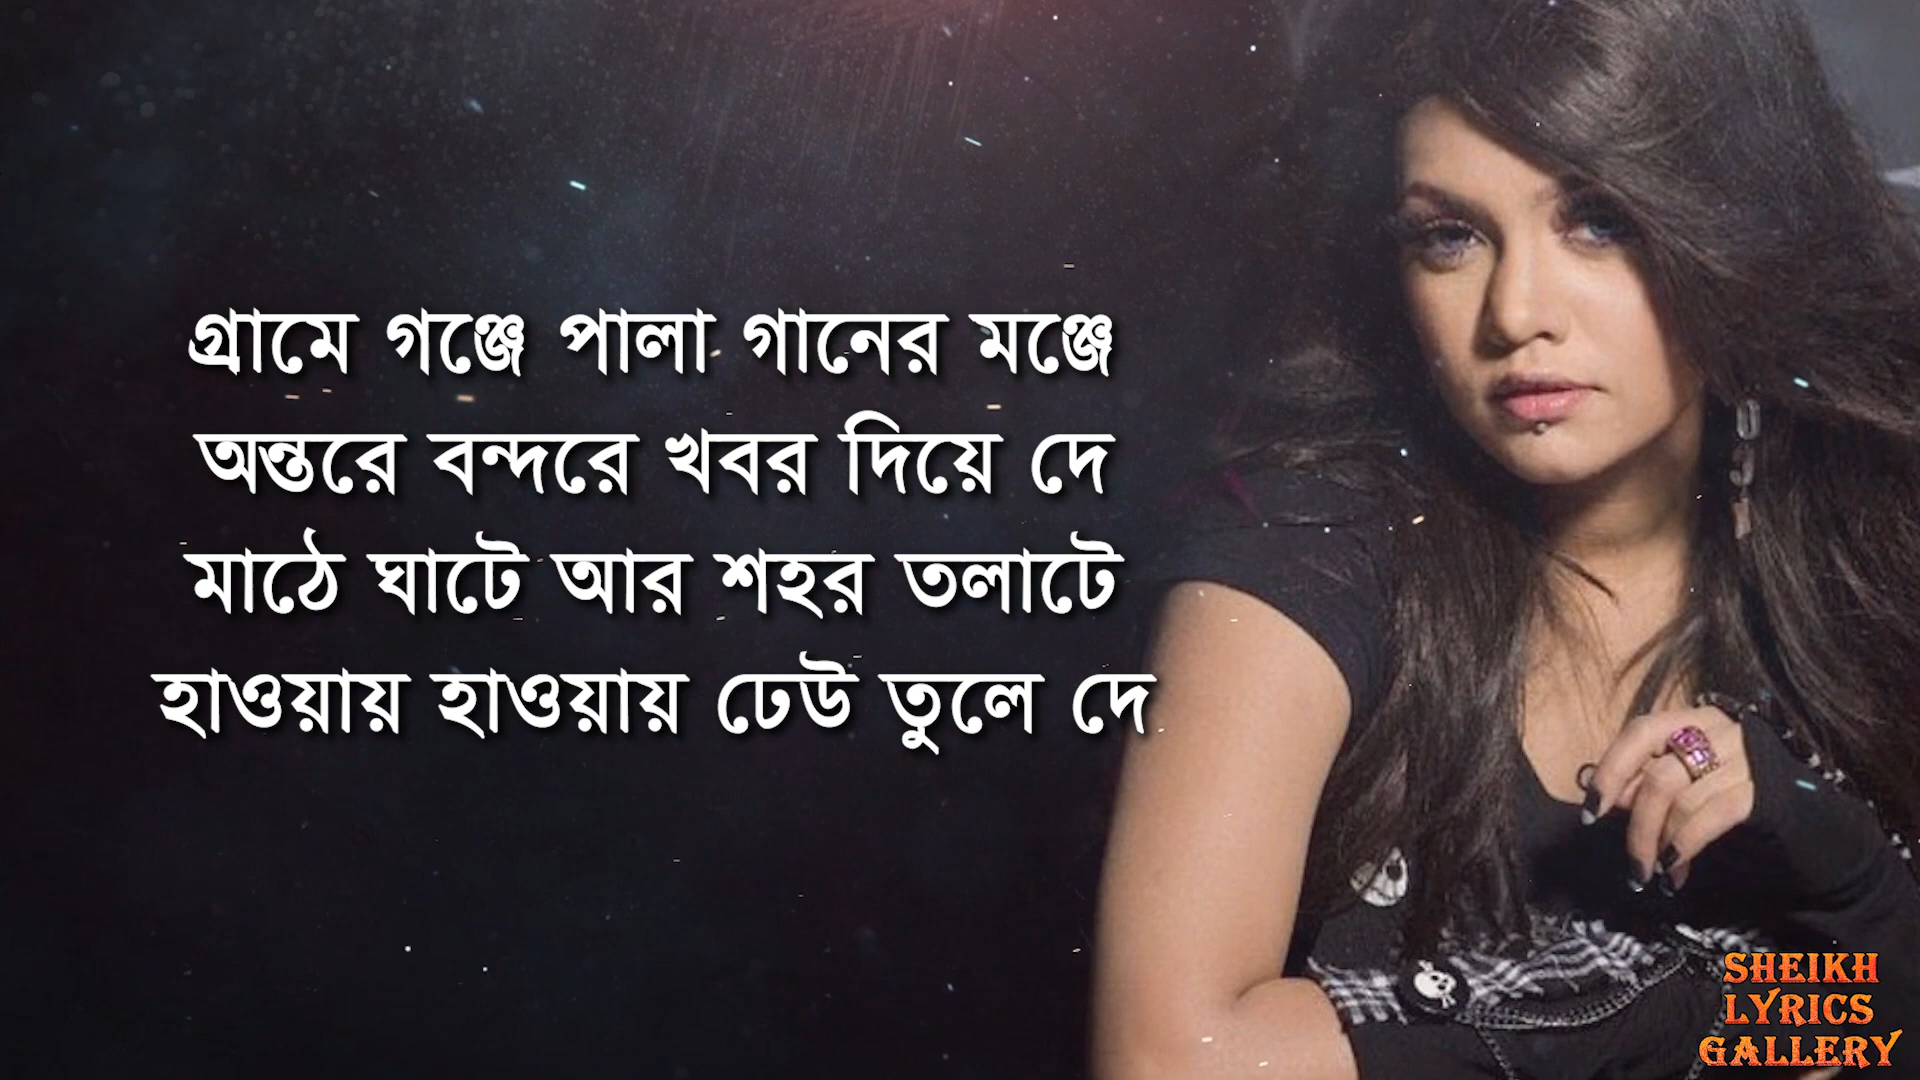 গ্রামে গঞ্জে পালা গানের মঞ্জে
অন্তরে বন্দরে খবর দিয়ে দে
মাঠে ঘাটে আর শহর তলাটে
হাওয়ায় হাওয়ায় ঢেউ তুলে দে
SHEIKH
LYRICS
GALLERY